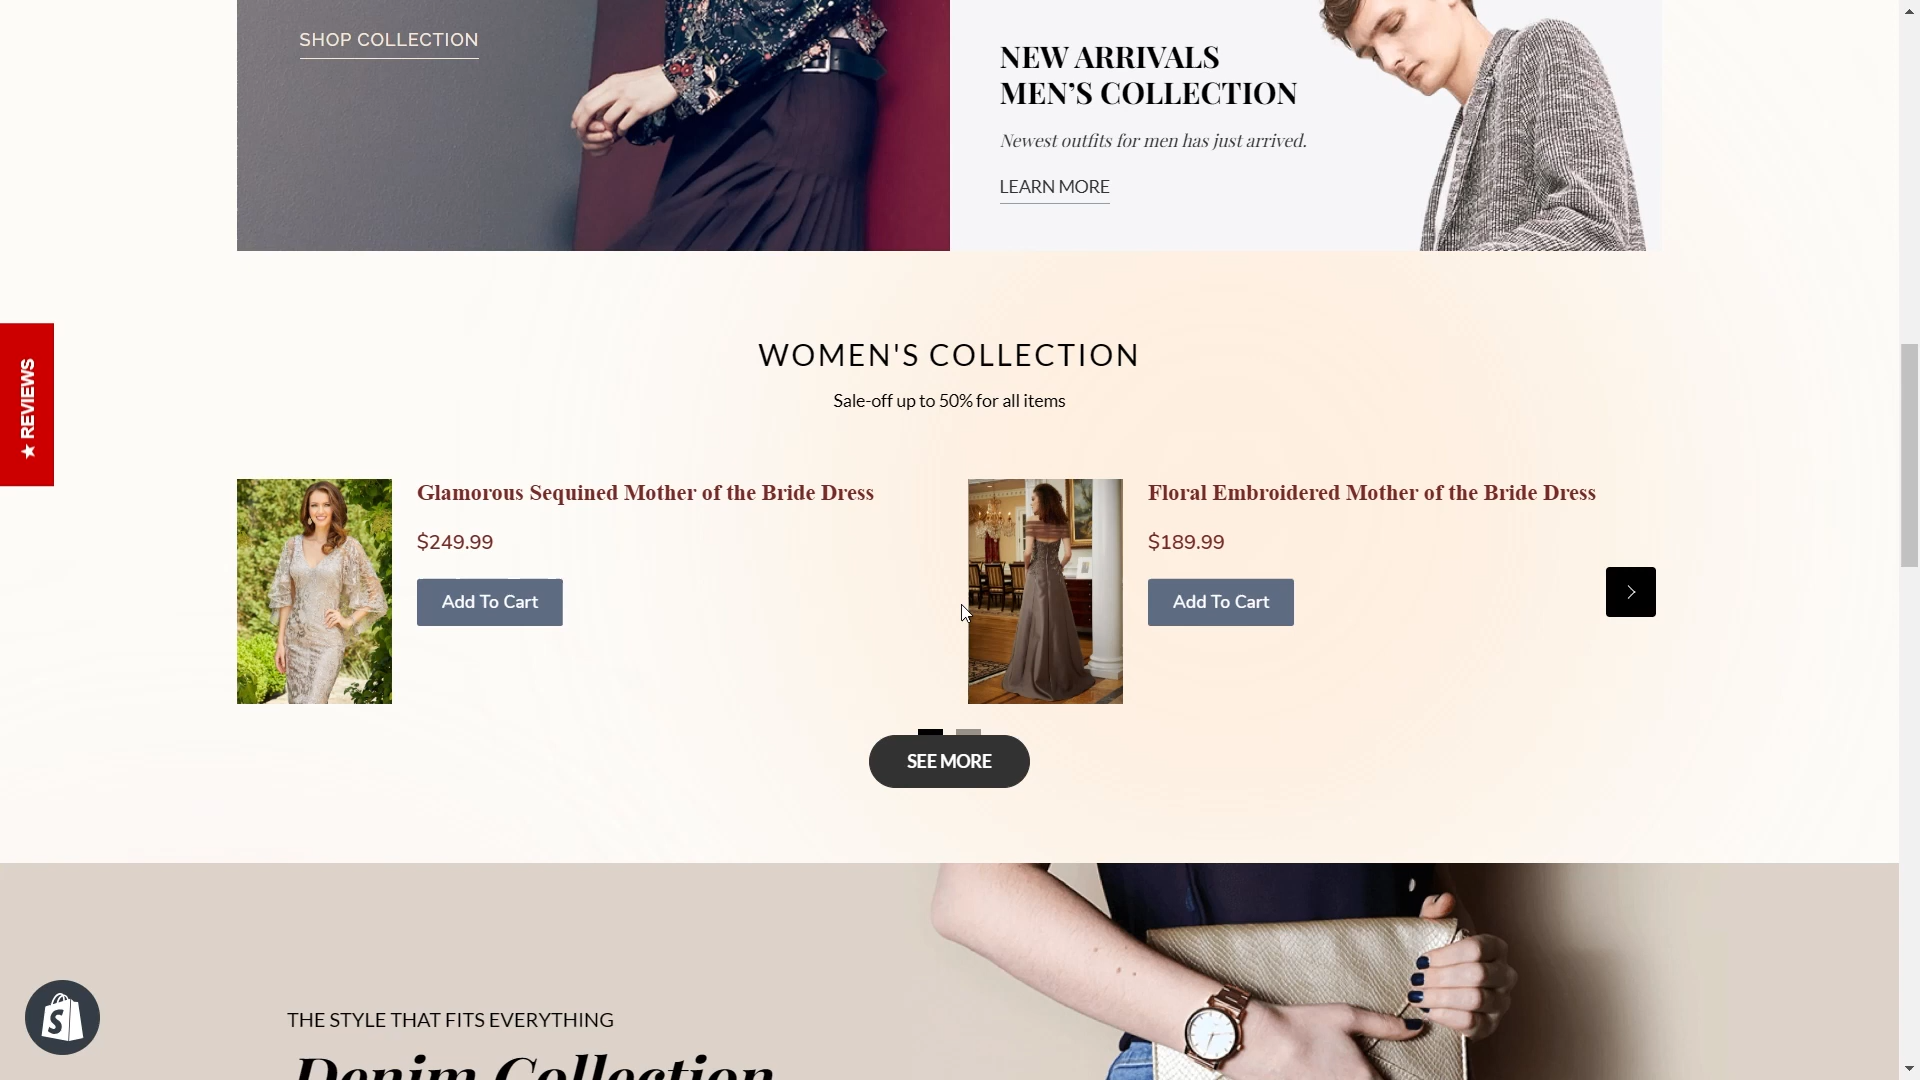 SHOP COLLECTION
NEW ARRIVALS
MEN’S COLLECTION
Newest outfits for men has just arrived.
LEARN MORE
★ REVIEWS
WOMEN'S COLLECTION
Sale-off up to 50% for all items
Glamorous Sequined Mother of the Bride Dress
$249.99
Add To Cart
Floral Embroidered Mother of the Bride Dress
$189.99
Add To Cart
SEE MORE
THE STYLE THAT FITS EVERYTHING
Denim Collection